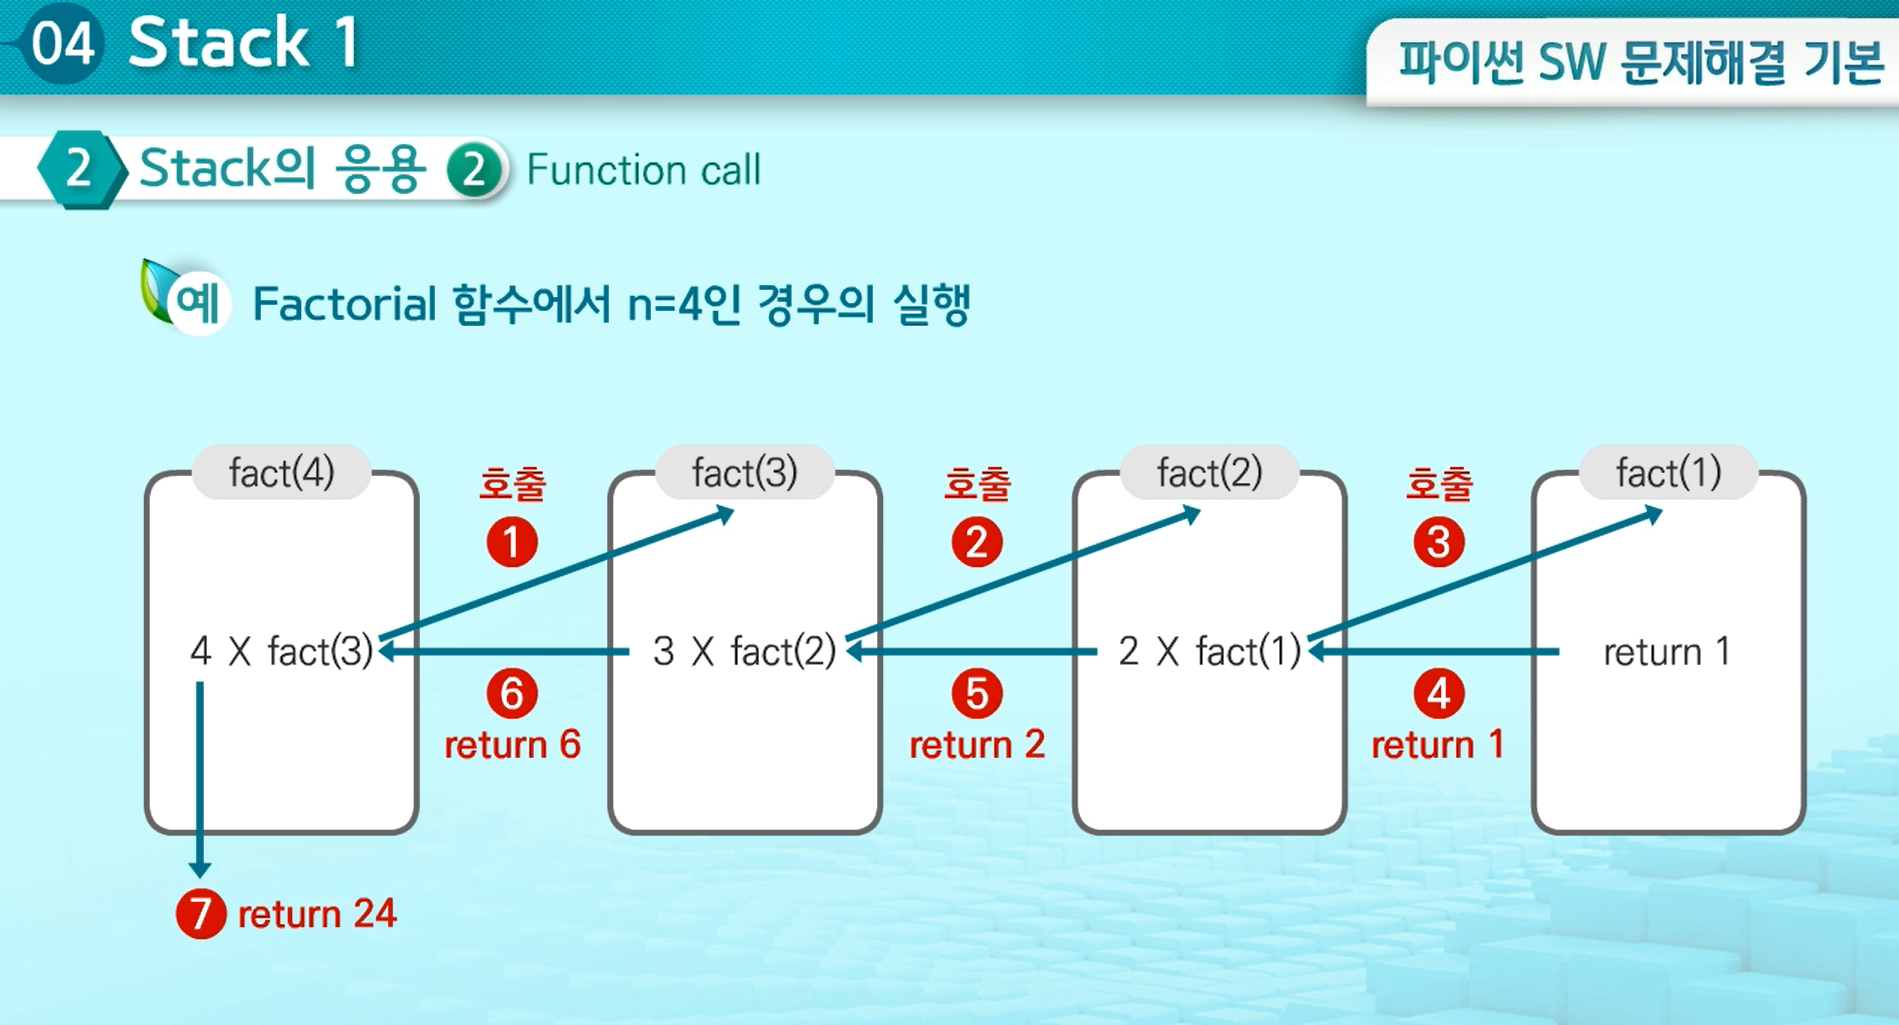 04 Stack 1
파이썬 SW 문제해결 기본
2 Stack의 응용 2 Function call
예 Factorial 함수에서 n=4인 경우의 실행
fact(4)
호출
1
fact(3)
호출
2
fact(2)
호출
3
fact(1)
4 X fact(3)
3 X fact(2)
2 X fact(1)
return 1
6
return 6
5
return 2
4
return 1
7 return 24